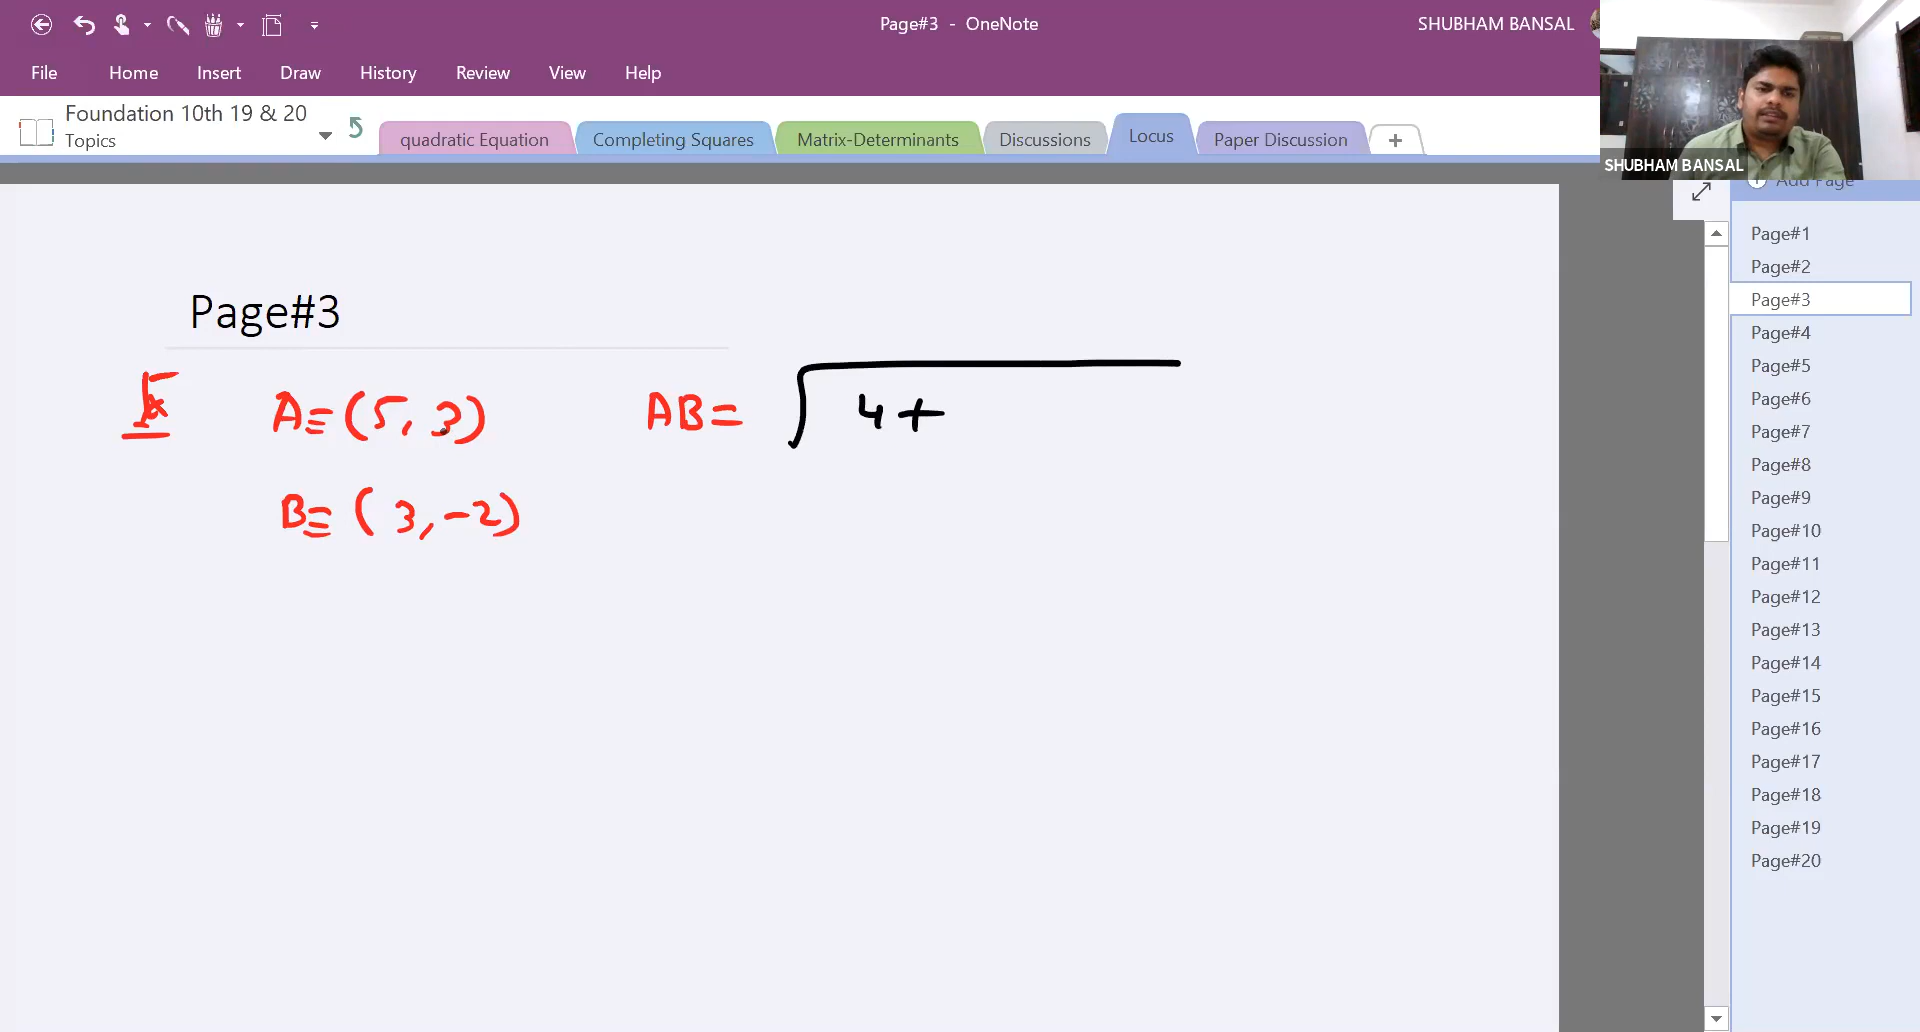 Page#3 - OneNote
SHUBHAM BANSAL
File Home Insert Draw History Review View Help
SHUBHAM BANSAL
Foundation 10th 19 & 20
Topics
quadratic Equation Completing Squares Matrix-Determinants Discussions Locus Paper Discussion +
Add Page
Page#3
A≡(5, 3) AB= √ 4+
B≡(3,-2)
Page#1
Page#2
Page#3
Page#4
Page#5
Page#6
Page#7
Page#8
Page#9
Page#10
Page#11
Page#12
Page#13
Page#14
Page#15
Page#16
Page#17
Page#18
Page#19
Page#20